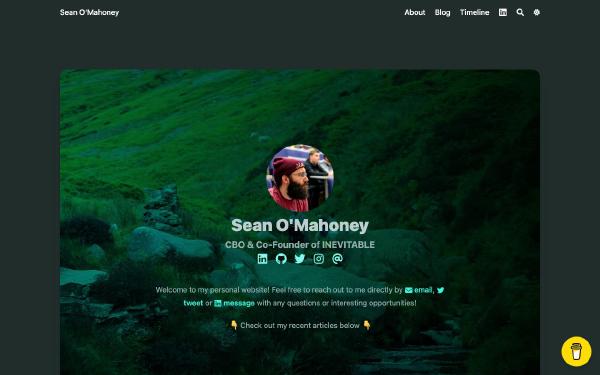 Sean O'Mahoney
About Blog Timeline
Sean O'Mahoney
CBO & Co-Founder of INEVITABLE
Welcome to my personal website! Feel free to reach out to me directly by email,
tweet or message with any questions or interesting opportunities!
👇 Check out my recent articles below 👇